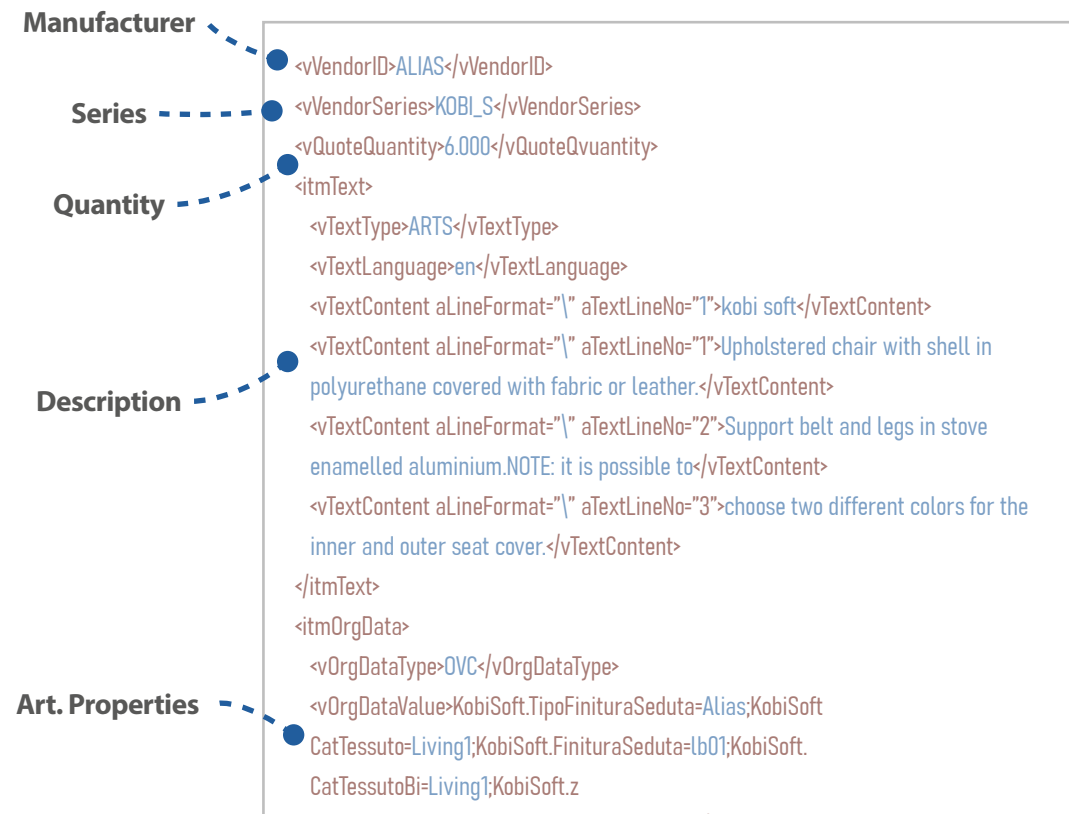 Manufacturer
<vVendorID>ALIAS</vVendorID>
Series
<vVendorSeries>KOBI_S</vVendorSeries>
<vQuoteQuantity>6.000</vQuoteQvuantity>
Quantity
<itmText>
<vTextType>ARTS</vTextType>
<vTextLanguage>en</vTextLanguage>
<vTextContent aLineFormat="\" aTextLineNo="1">kobi soft</vTextContent>
<vTextContent aLineFormat="\" aTextLineNo="1">Upholstered chair with shell in
polyurethane covered with fabric or leather.</vTextContent>
Description
<vTextContent aLineFormat="\" aTextLineNo="2">Support belt and legs in stove
enamelled aluminium.NOTE: it is possible to</vTextContent>
<vTextContent aLineFormat="\" aTextLineNo="3">choose two different colors for the
inner and outer seat cover.</vTextContent>
</itmText>
<itmOrgData>
<vOrgDataType>OVC</vOrgDataType>
Art. Properties
<vOrgDataValue>KobiSoft.TipoFinituraSeduta=Alias;KobiSoft
CatTessuto=Living1;KobiSoft.FinituraSeduta=lb01;KobiSoft.
CatTessutoBi=Living1;KobiSoft.z